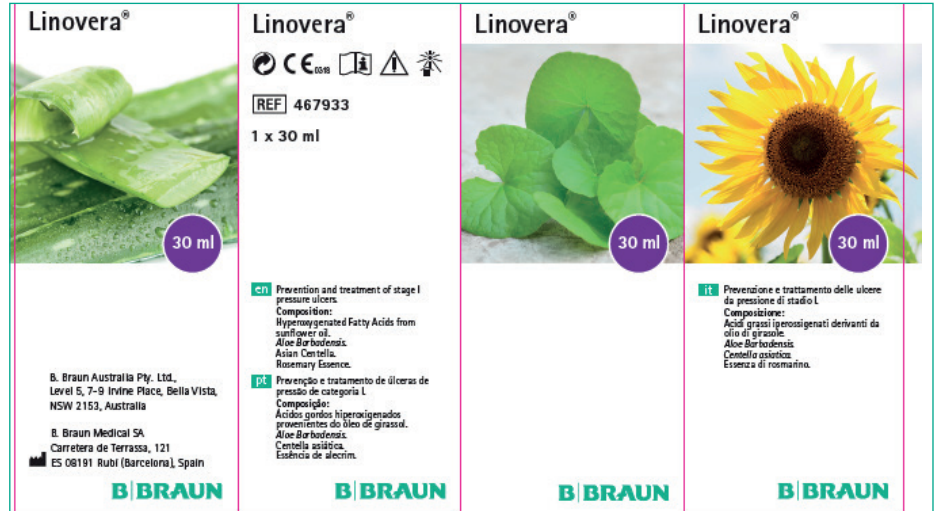 Linovera®
30 ml
B. Braun Australia Pty. Ltd.,
Level 5, 7-9 Irvine Place, Bella Vista,
NSW 2153, Australia
B. Braun Medical SA
Carretera de Terrassa, 121
ES 08191 Rubí (Barcelona), Spain
B|BRAUN
Linovera®
CE 0318
REF 467933
1 x 30 ml
en Prevention and treatment of stage I
pressure ulcers.
Composition:
Hyperoxygenated Fatty Acids from
sunflower oil.
Aloe Barbadensis.
Asian Centella.
Rosemary Essence.
pt Prevenção e tratamento de úlceras de
pressão de categoria I.
Composição:
Ácidos gordos hiperoxigenados
provenientes do óleo de girassol.
Aloe Barbadensis.
Centella asiática.
Essência de alecrim.
B|BRAUN
Linovera®
30 ml
B|BRAUN
Linovera®
30 ml
it Prevenzione e trattamento delle ulcere
da pressione di stadio I.
Composizione:
Acidi grassi iperossigenati derivanti da
olio di girasole.
Aloe Barbadensis.
Centella asiatica.
Essenza di rosmarino.
B|BRAUN